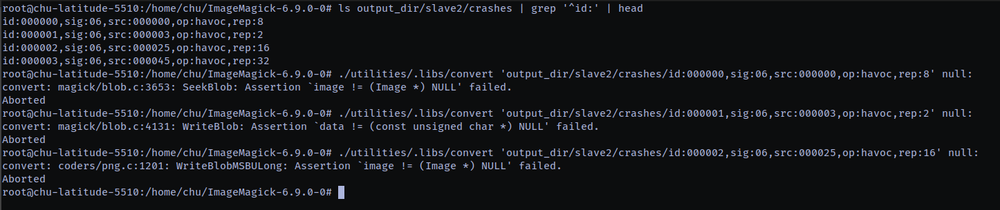 root@chu-latitude-5510:/home/chu/ImageMagick-6.9.0-0# ls output_dir/slave2/crashes | grep '^id:' | head
id:000000,sig:06,src:000000,op:havoc,rep:8
id:000001,sig:06,src:000003,op:havoc,rep:2
id:000002,sig:06,src:000025,op:havoc,rep:16
id:000003,sig:06,src:000045,op:havoc,rep:32
root@chu-latitude-5510:/home/chu/ImageMagick-6.9.0-0# ./utilities/.libs/convert 'output_dir/slave2/crashes/id:000000,sig:06,src:000000,op:havoc,rep:8' null:
convert: magick/blob.c:3653: SeekBlob: Assertion `image != (Image *) NULL' failed.
Aborted
root@chu-latitude-5510:/home/chu/ImageMagick-6.9.0-0# ./utilities/.libs/convert 'output_dir/slave2/crashes/id:000001,sig:06,src:000003,op:havoc,rep:2' null:
convert: magick/blob.c:4131: WriteBlob: Assertion `data != (const unsigned char *) NULL' failed.
Aborted
root@chu-latitude-5510:/home/chu/ImageMagick-6.9.0-0# ./utilities/.libs/convert 'output_dir/slave2/crashes/id:000002,sig:06,src:000025,op:havoc,rep:16' null:
convert: coders/png.c:1201: WriteBlobMSBULong: Assertion `image != (Image *) NULL' failed.
Aborted
root@chu-latitude-5510:/home/chu/ImageMagick-6.9.0-0#